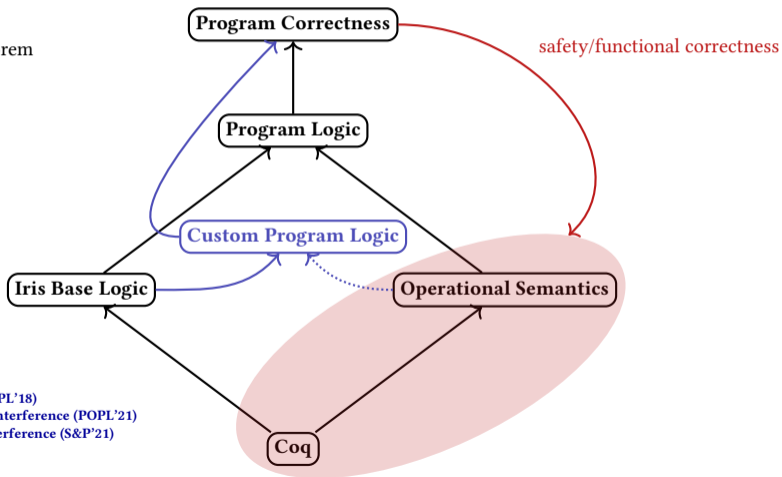 Program Correctness
safety/functional correctness
rem
Program Logic
Custom Program Logic
Iris Base Logic
Operational Semantics
PL'18)
nterference (POPL'21)
erference (S&P'21)
Coq